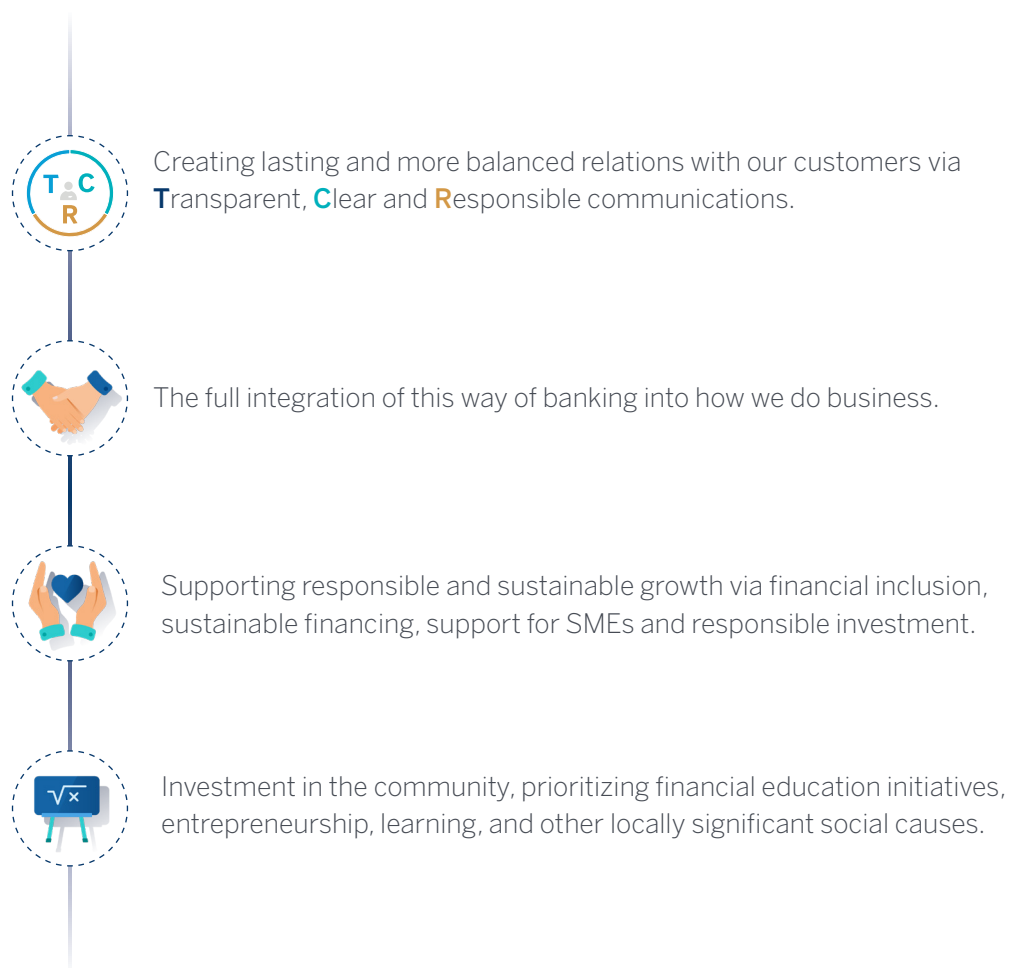 T C
R
Creating lasting and more balanced relations with our customers via
Transparent, Clear and Responsible communications.
The full integration of this way of banking into how we do business.
Supporting responsible and sustainable growth via financial inclusion,
sustainable financing, support for SMEs and responsible investment.
√x
Investment in the community, prioritizing financial education initiatives,
entrepreneurship, learning, and other locally significant social causes.